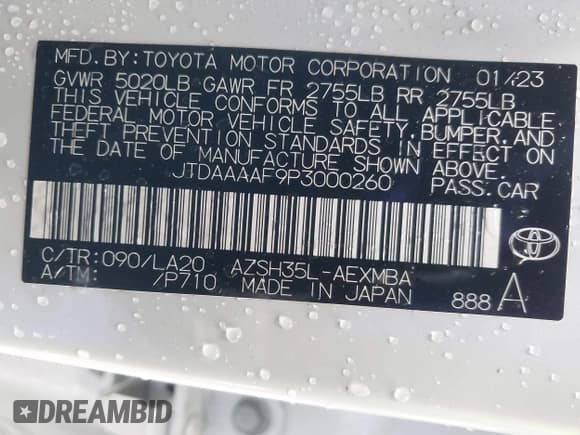 MFD. BY: TOYOTA MOTOR CORPORATION 01/23
GVWR 5020LB GAWR FR 2755LB RR 2755LB
THIS VEHICLE CONFORMS TO ALL APPLICABLE
FEDERAL MOTOR VEHICLE SAFETY, BUMPER, AND
THEFT PREVENTION STANDARDS IN EFFECT ON
THE DATE OF MANUFACTURE SHOWN ABOVE.
JTDAAAAF9P3000260 PASS.CAR
C/TR:090/LA20 AZSH35L-AEXMBA
A/TM: /P710 MADE IN JAPAN 888A
TOYOTA
DREAMBID